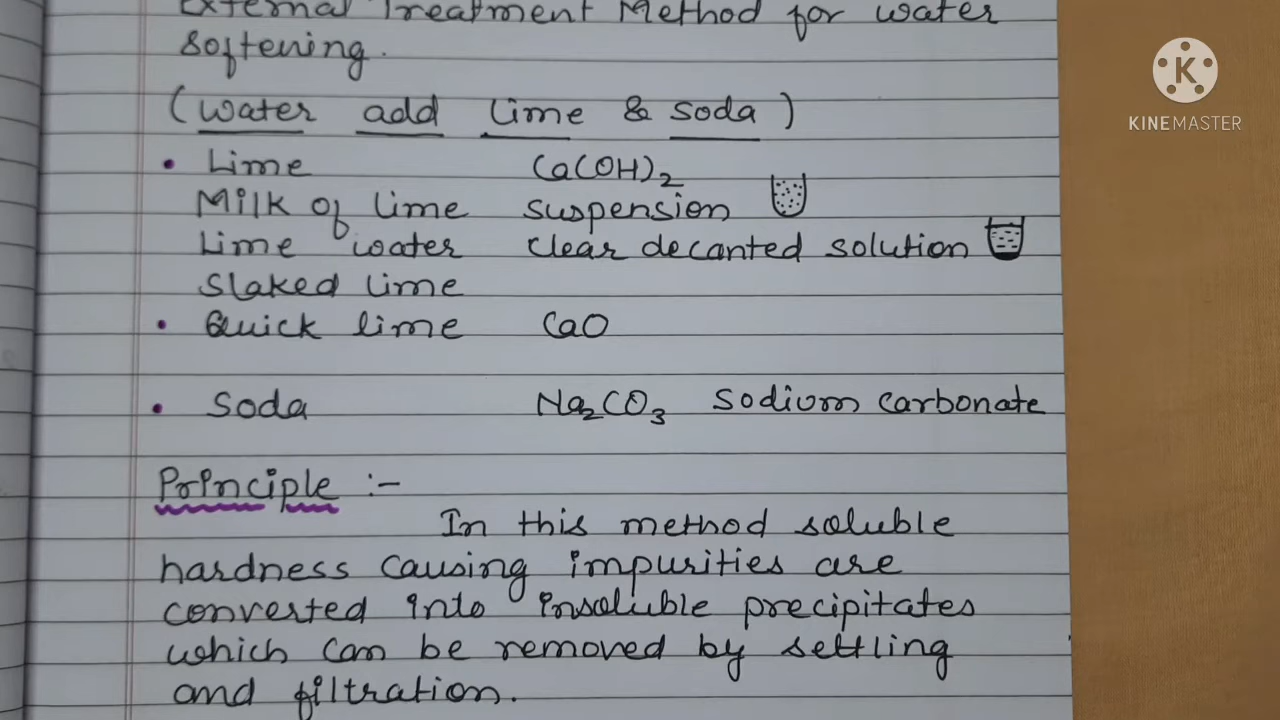 External Treatment Method for water
softening.
(water add lime & soda)
• Lime Ca(OH)2
Milk of lime suspension
Lime water clear decanted solution
Slaked lime
• Quick lime CaO
• Soda Na2CO3 Sodium carbonate
Principle :-
In this method soluble
hardness causing impurities are
converted into insoluble precipitates
which can be removed by settling
and filtration.
K
KINEMASTER